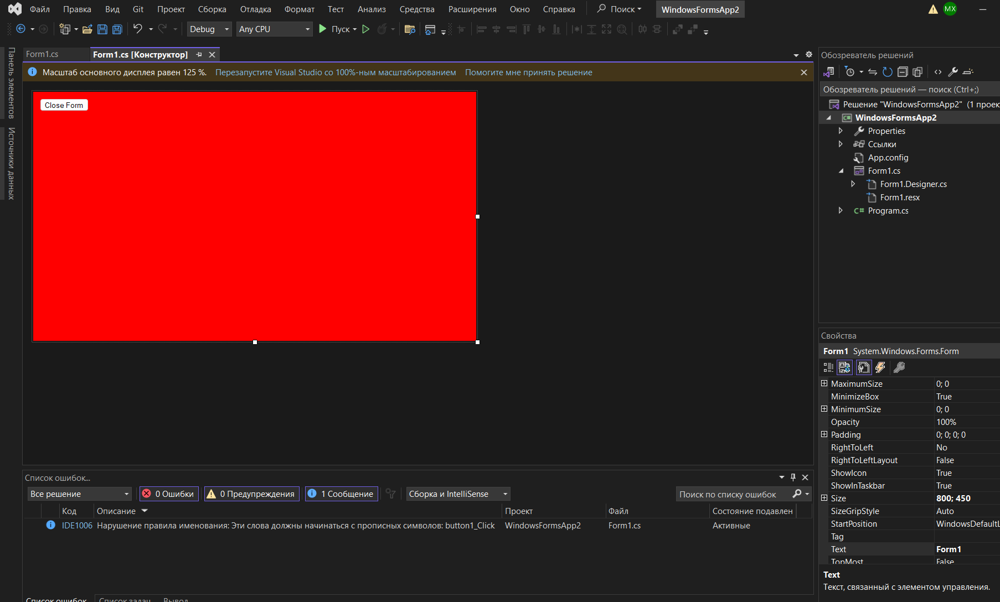 Файл Правка Вид Git Проект Сборка Отладка Формат Тест Анализ Средства Расширения Окно Справка Поиск WindowsFormsApp2 MX
Debug Any CPU Пуск
Панель элементов
Источники данных
Form1.cs Form1.cs [Конструктор]
Масштаб основного дисплея равен 125 %. Перезапустите Visual Studio со 100%-ным масштабированием Помогите мне принять решение
Close Form
Обозреватель решений
Обозреватель решений — поиск (Ctrl+;)
Решение "WindowsFormsApp2" (1 проек
WindowsFormsApp2
Properties
Ссылки
App.config
Form1.cs
Form1.Designer.cs
Form1.resx
Program.cs
Свойства
Form1 System.Windows.Forms.Form
MaximumSize 0; 0
MinimizeBox True
MinimumSize 0; 0
Opacity 100%
Padding 0; 0; 0; 0
RightToLeft No
RightToLeftLayout False
ShowIcon True
ShowInTaskbar True
Size 800; 450
SizeGripStyle Auto
StartPosition WindowsDefaultL
Tag
Text Form1
TopMost False
Text
Текст, связанный с элементом управления.
Список ошибок...
Все решение 0 Ошибки 0 Предупреждения 1 Сообщение Сборка и IntelliSense Поиск по списку ошибок
Код Описание Проект Файл Состояние подавлен
IDE1006 Нарушение правила именования: Эти слова должны начинаться с прописных символов: button1_Click WindowsFormsApp2 Form1.cs Активные
Список ошибок... Список задач Вывод